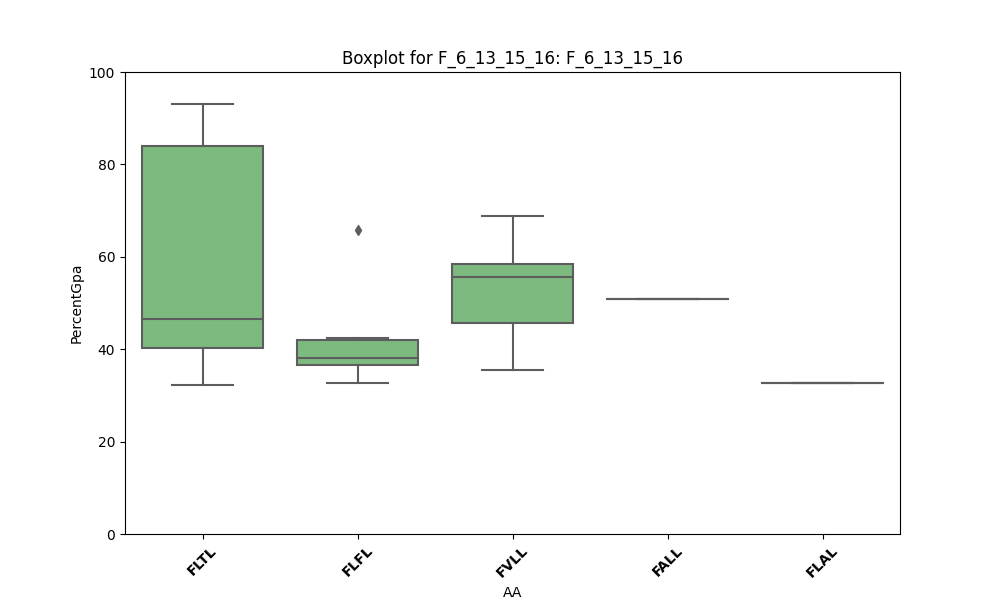 Boxplot for F_6_13_15_16: F_6_13_15_16
100
80
60
40
20
0
PercentGpa
FLTL
FLFL
FVLL
FALL
FLAL
AA